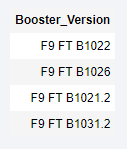 Booster_Version
F9 FT B1022
F9 FT B1026
F9 FT B1021.2
F9 FT B1031.2